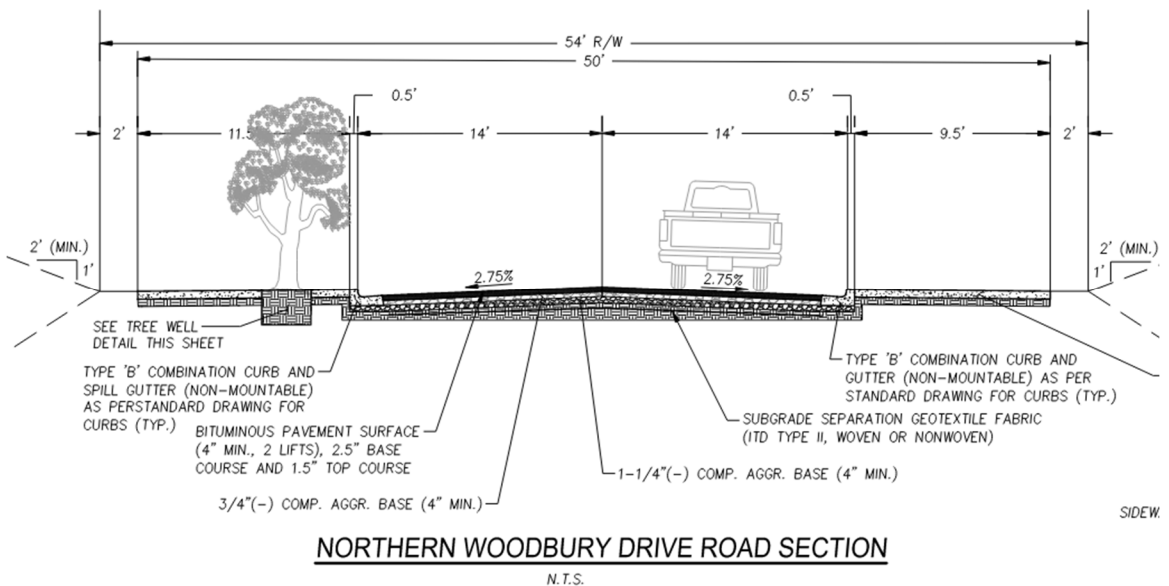 54' R/W
50'
0.5'
0.5'
2'
11.5
14'
14'
9.5'
2'
2' (MIN.)
1'
2.75%
2.75%
2' (MIN.)
1'
SEE TREE WELL
DETAIL THIS SHEET
TYPE 'B' COMBINATION CURB AND
SPILL GUTTER (NON-MOUNTABLE)
AS PERSTANDARD DRAWING FOR
CURBS (TYP.)
BITUMINOUS PAVEMENT SURFACE
(4" MIN., 2 LIFTS), 2.5" BASE
COURSE AND 1.5" TOP COURSE
3/4"(-) COMP. AGGR. BASE (4" MIN.)
1-1/4"(-) COMP. AGGR. BASE (4" MIN.)
SUBGRADE SEPARATION GEOTEXTILE FABRIC
(ITD TYPE II, WOVEN OR NONWOVEN)
TYPE 'B' COMBINATION CURB AND
GUTTER (NON-MOUNTABLE) AS PER
STANDARD DRAWING FOR CURBS (TYP.)
NORTHERN WOODBURY DRIVE ROAD SECTION
N.T.S.